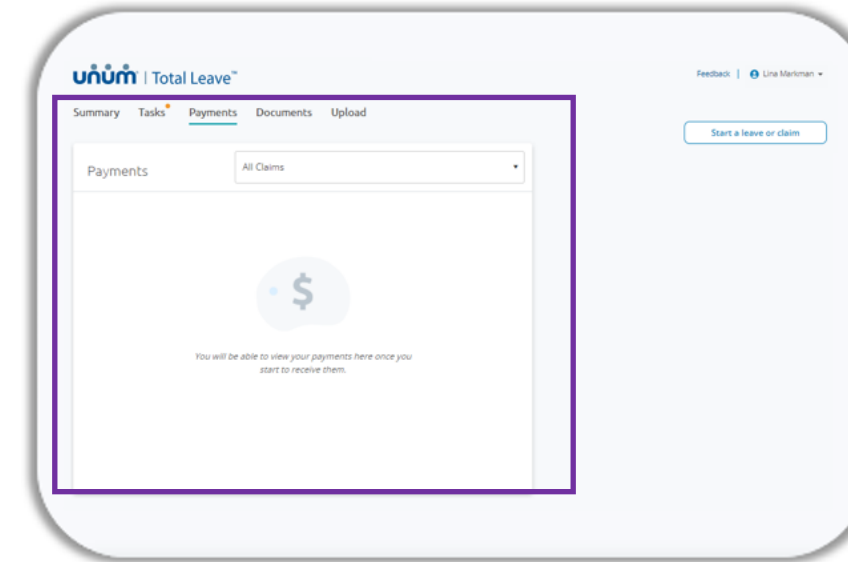 unum | Total Leave™
Feedback | Lina Markman
Summary Tasks Payments Documents Upload
Start a leave or claim
Payments
All Claims
$
You will be able to view your payments here once you
start to receive them.